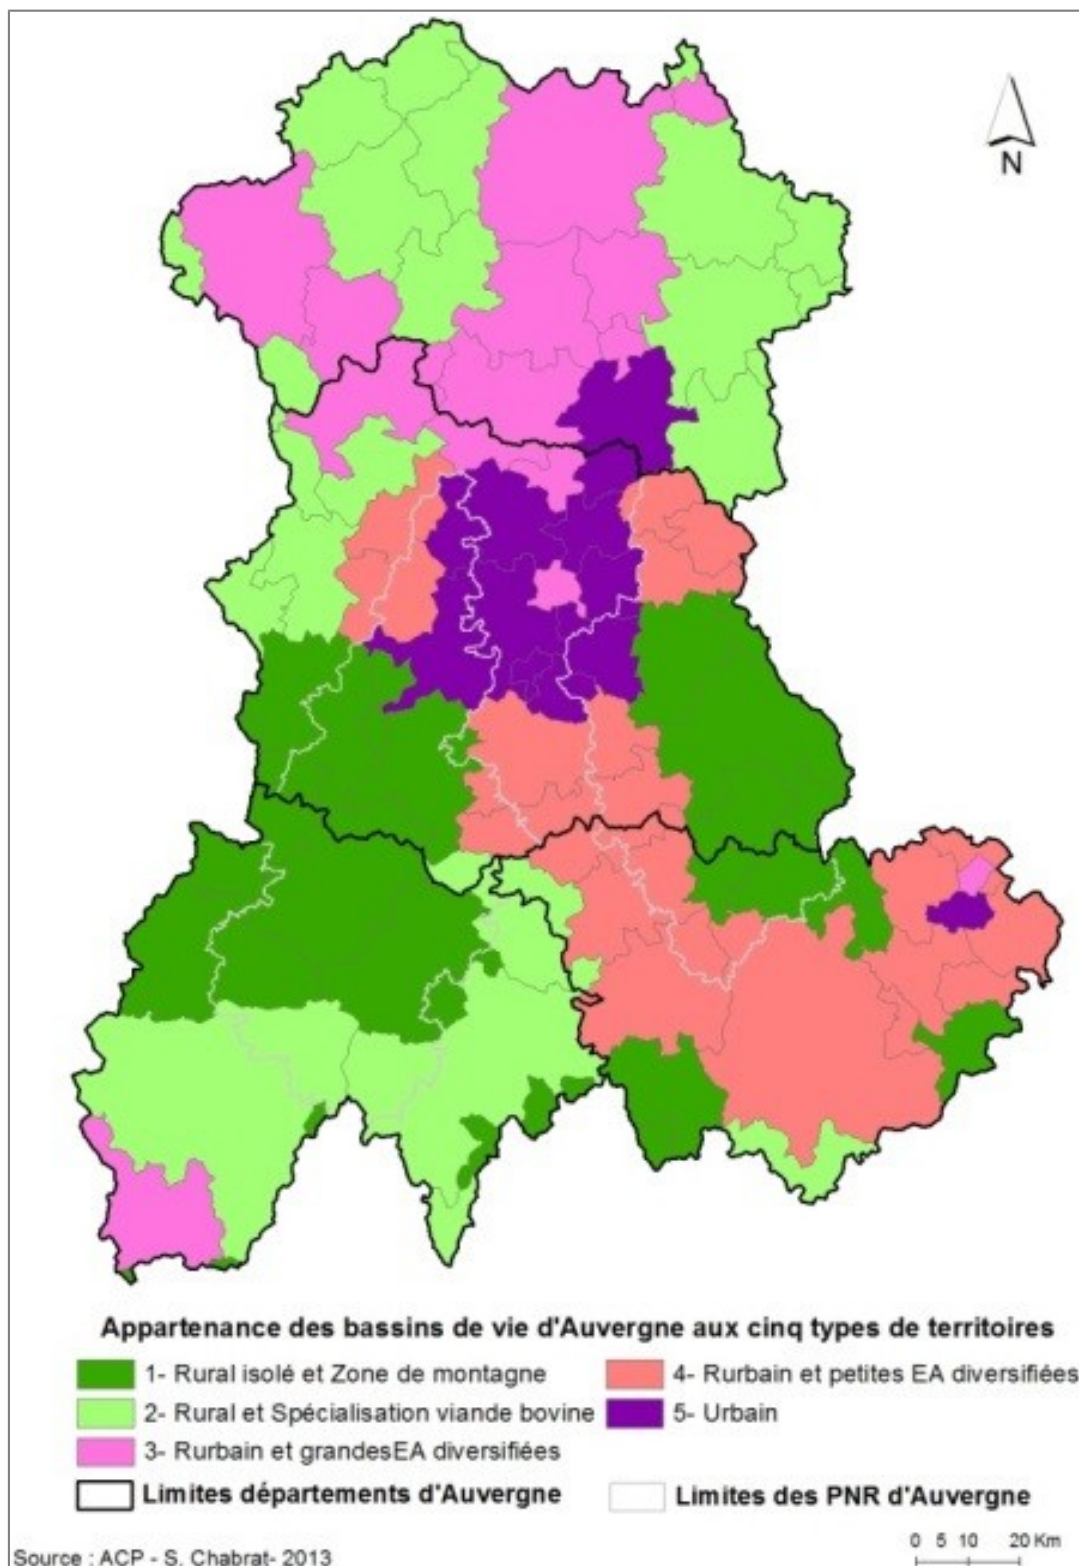 N
Appartenance des bassins de vie d'Auvergne aux cinq types de territoires
1- Rural isolé et Zone de montagne
4- Rurbain et petites EA diversifiées
2- Rural et Spécialisation viande bovine
5- Urbain
3- Rurbain et grandesEA diversifiées
Limites départements d'Auvergne
Limites des PNR d'Auvergne
0 5 10 20 Km
Source : ACP - S. Chabrat- 2013